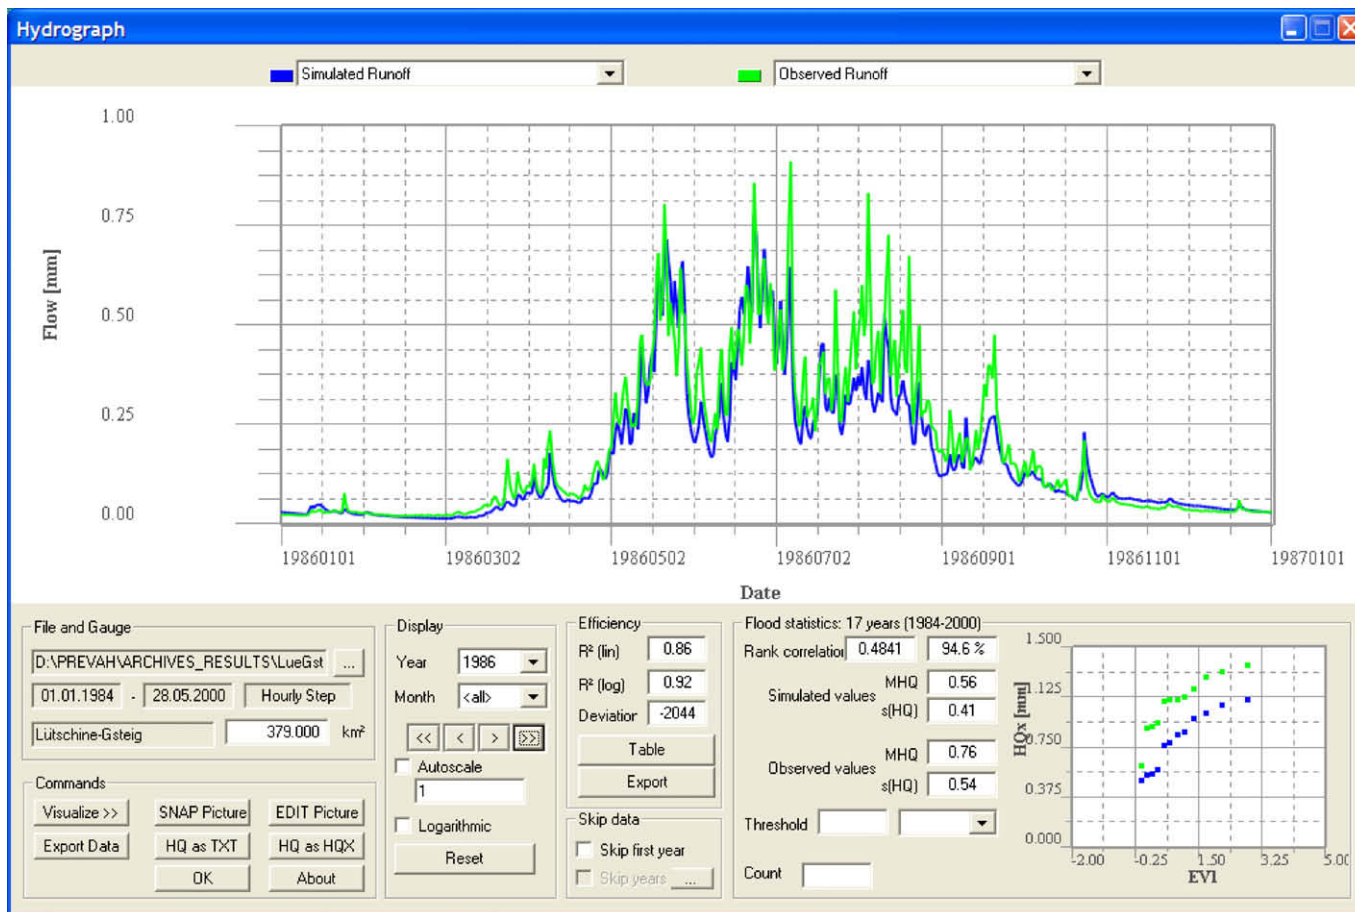 Hydrograph
Simulated Runoff
Observed Runoff
1.00
0.75
0.50
0.25
0.00
Flow [mm]
19860101 19860302 19860502 19860702 19860901 19861101 19870101
Date
File and Gauge
D:\PREVAH\ARCHIVES_RESULTS\LueGst ...
01.01.1984 - 28.05.2000 Hourly Step
Lütschine-Gsteig 379.000 km²
Commands
Visualize >> SNAP Picture EDIT Picture
Export Data HQ as TXT HQ as HQX
OK About
Display
Year 1986
Month <all>
<< < > >>
Autoscale
1
Logarithmic
Reset
Efficiency
R² (lin) 0.86
R² (log) 0.92
Deviation -2044
Table
Export
Skip data
Skip first year
Skip years ...
Flood statistics: 17 years (1984-2000)
Rank correlation 0.4841 94.6 %
Simulated values
MHQ 0.56
s(HQ) 0.41
Observed values
MHQ 0.76
s(HQ) 0.54
Threshold
Count
1.500
1.125
0.750
0.375
0.000
HQx [mm]
-2.00 -0.25 1.50 3.25 5.00
EV1